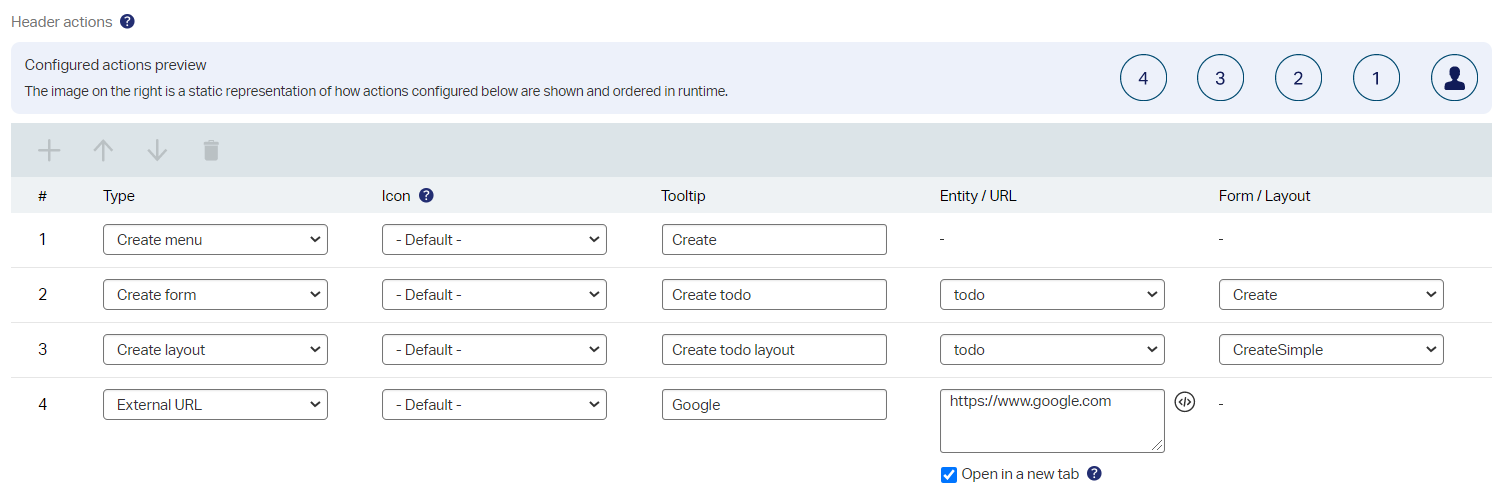 Header actions ?
Configured actions preview
The image on the right is a static representation of how actions configured below are shown and ordered in runtime.
4 3 2 1
# Type Icon ? Tooltip Entity / URL Form / Layout
1 Create menu - Default - Create - -
2 Create form - Default - Create todo todo Create
3 Create layout - Default - Create todo layout todo CreateSimple
4 External URL - Default - Google https://www.google.com </> -
Open in a new tab ?